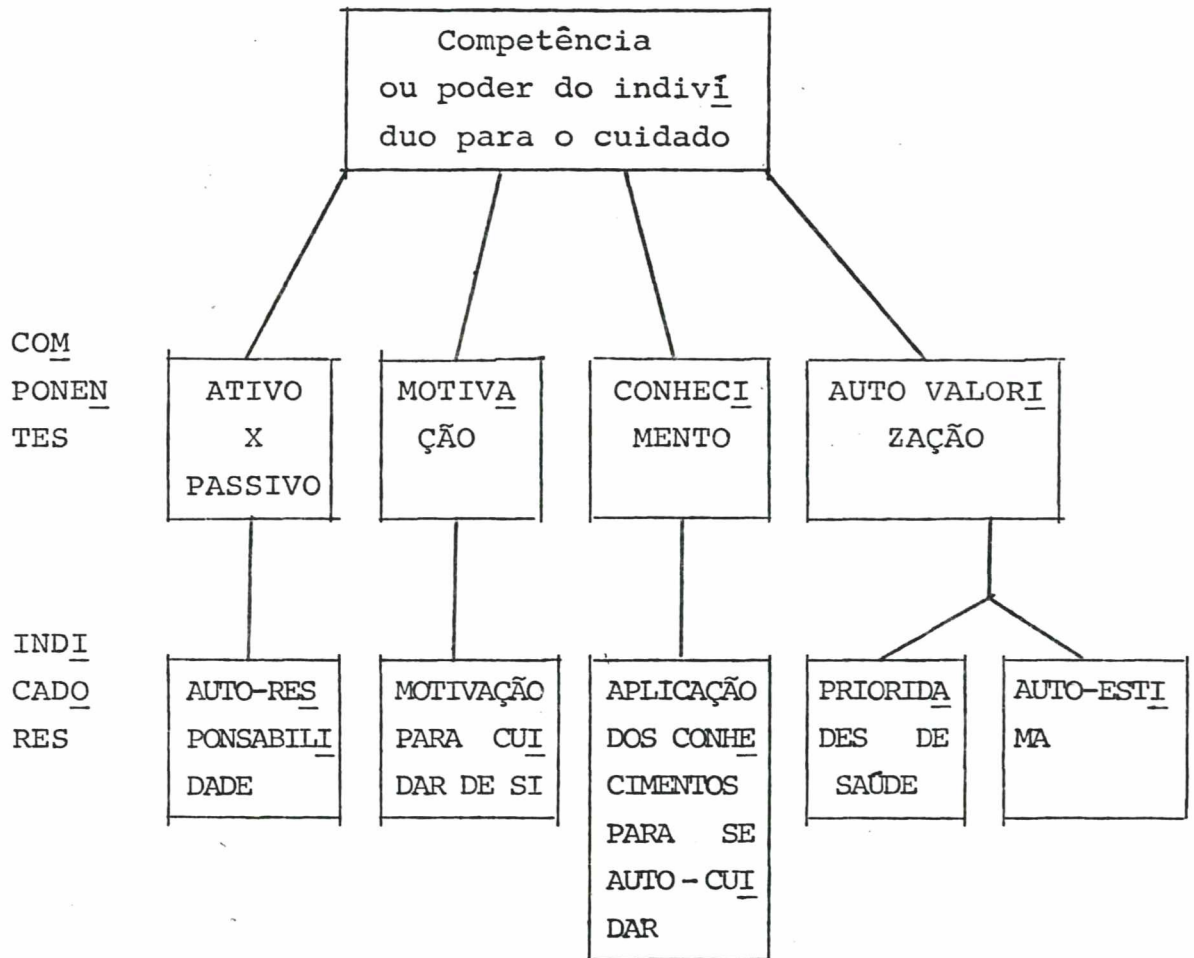 Competência
ou poder do indiví
duo para o cuidado
COM
PONEN
TES
ATIVO
X
PASSIVO
MOTIVA
ÇÃO
CONHECI
MENTO
AUTO VALORI
ZAÇÃO
INDI
CADO
RES
AUTO-RES
PONSABILI
DADE
MOTIVAÇÃO
PARA CUI
DAR DE SI
APLICAÇÃO
DOS CONHE
CIMENTOS
PARA SE
AUTO-CUI
DAR
PRIORIDA
DES DE
SAÚDE
AUTO-ESTI
MA